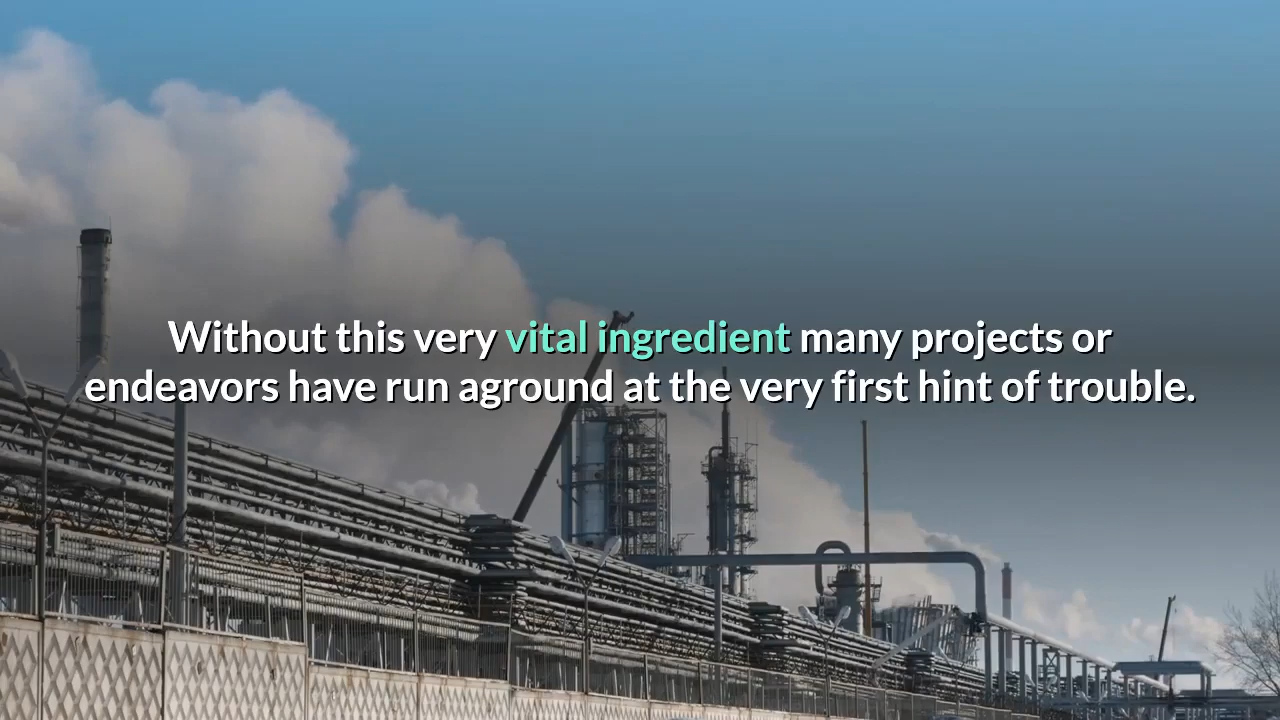 Without this very vital ingredient many projects or
endeavors have run aground at the very first hint of trouble.